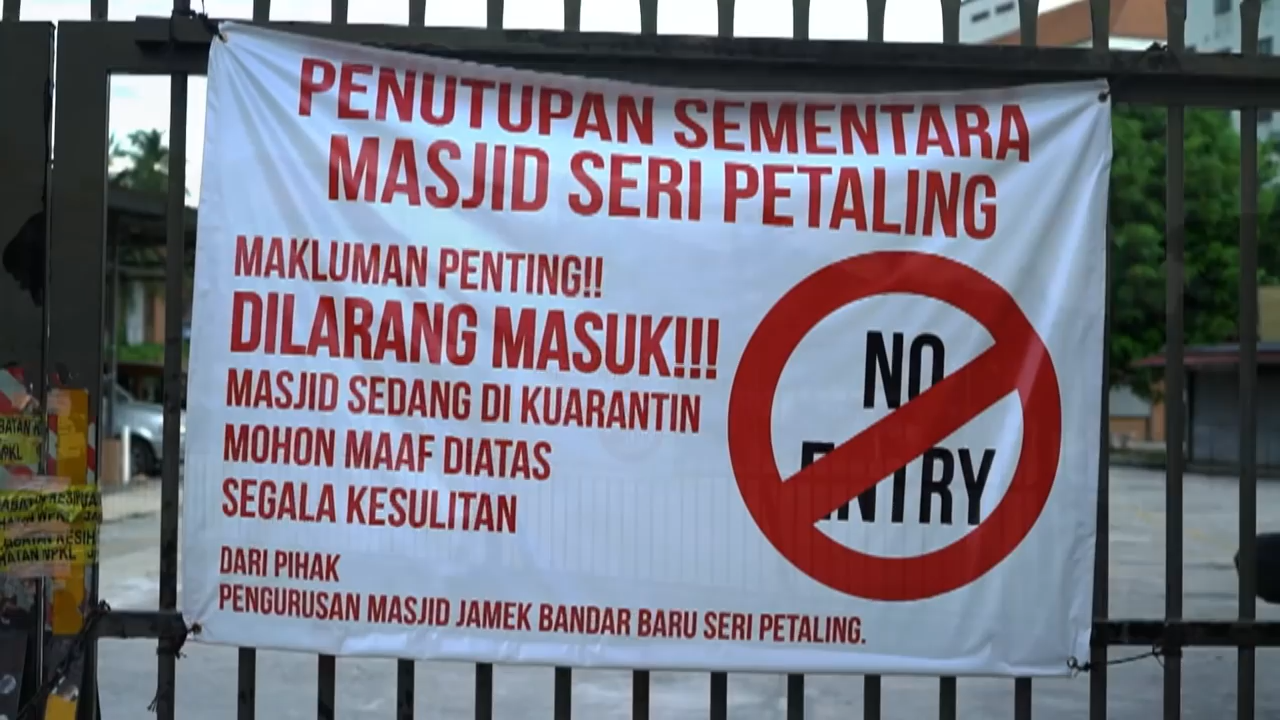 PENUTUPAN SEMENTARA
MASJID SERI PETALING
MAKLUMAN PENTING!!
DILARANG MASUK!!!
MASJID SEDANG DI KUARANTIN
MOHON MAAF DIATAS
SEGALA KESULITAN
NO
ENTRY
DARI PIHAK
PENGURUSAN MASJID JAMEK BANDAR BARU SERI PETALING.